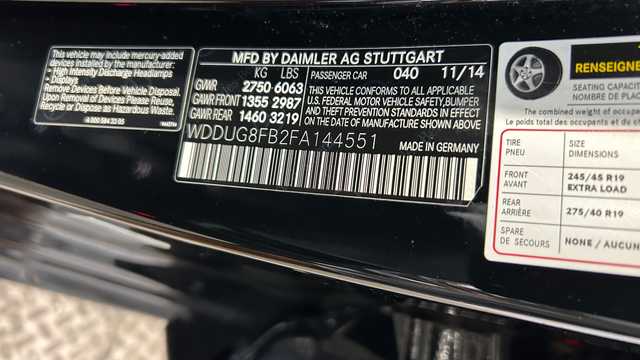 This vehicle may include mercury
devices installed by the manufacturer:
- High Intensity Discharge Headlamps
- Displays
Remove Devices Before Vehicle Disposal.
Upon Removal of Devices Please Reuse,
Recycle or Dispose as Hazardous Waste.
MFD BY DAIMLER AG STUTTGART
KG LBS PASSENGER CAR 040 11/14
GVWR 2750 6063
GAWR FRONT 1355 2987
GAWR REAR 1460 3219
THIS VEHICLE CONFORMS TO ALL APPLICABLE
U.S. FEDERAL MOTOR VEHICLE SAFETY, BUMPER
AND THEFT PREVENTION STANDARDS IN EFFECT
ON THE DATE OF MANUFACTURE SHOWN ABOVE.
WDDUG8FB2FA144551
MADE IN GERMANY
RENSEIGNEME
SEATING CAPACIT
NOMBRE DE PL
The combined weight of occup
Le poids total des occupants et du
TIRE
PNEU
SIZE
DIMENSIONS
FRONT
AVANT
245/45 R19
EXTRA LOAD
REAR
ARRIÈRE
275/40 R19
SPARE
DE SECOURS
NONE / AUCUN